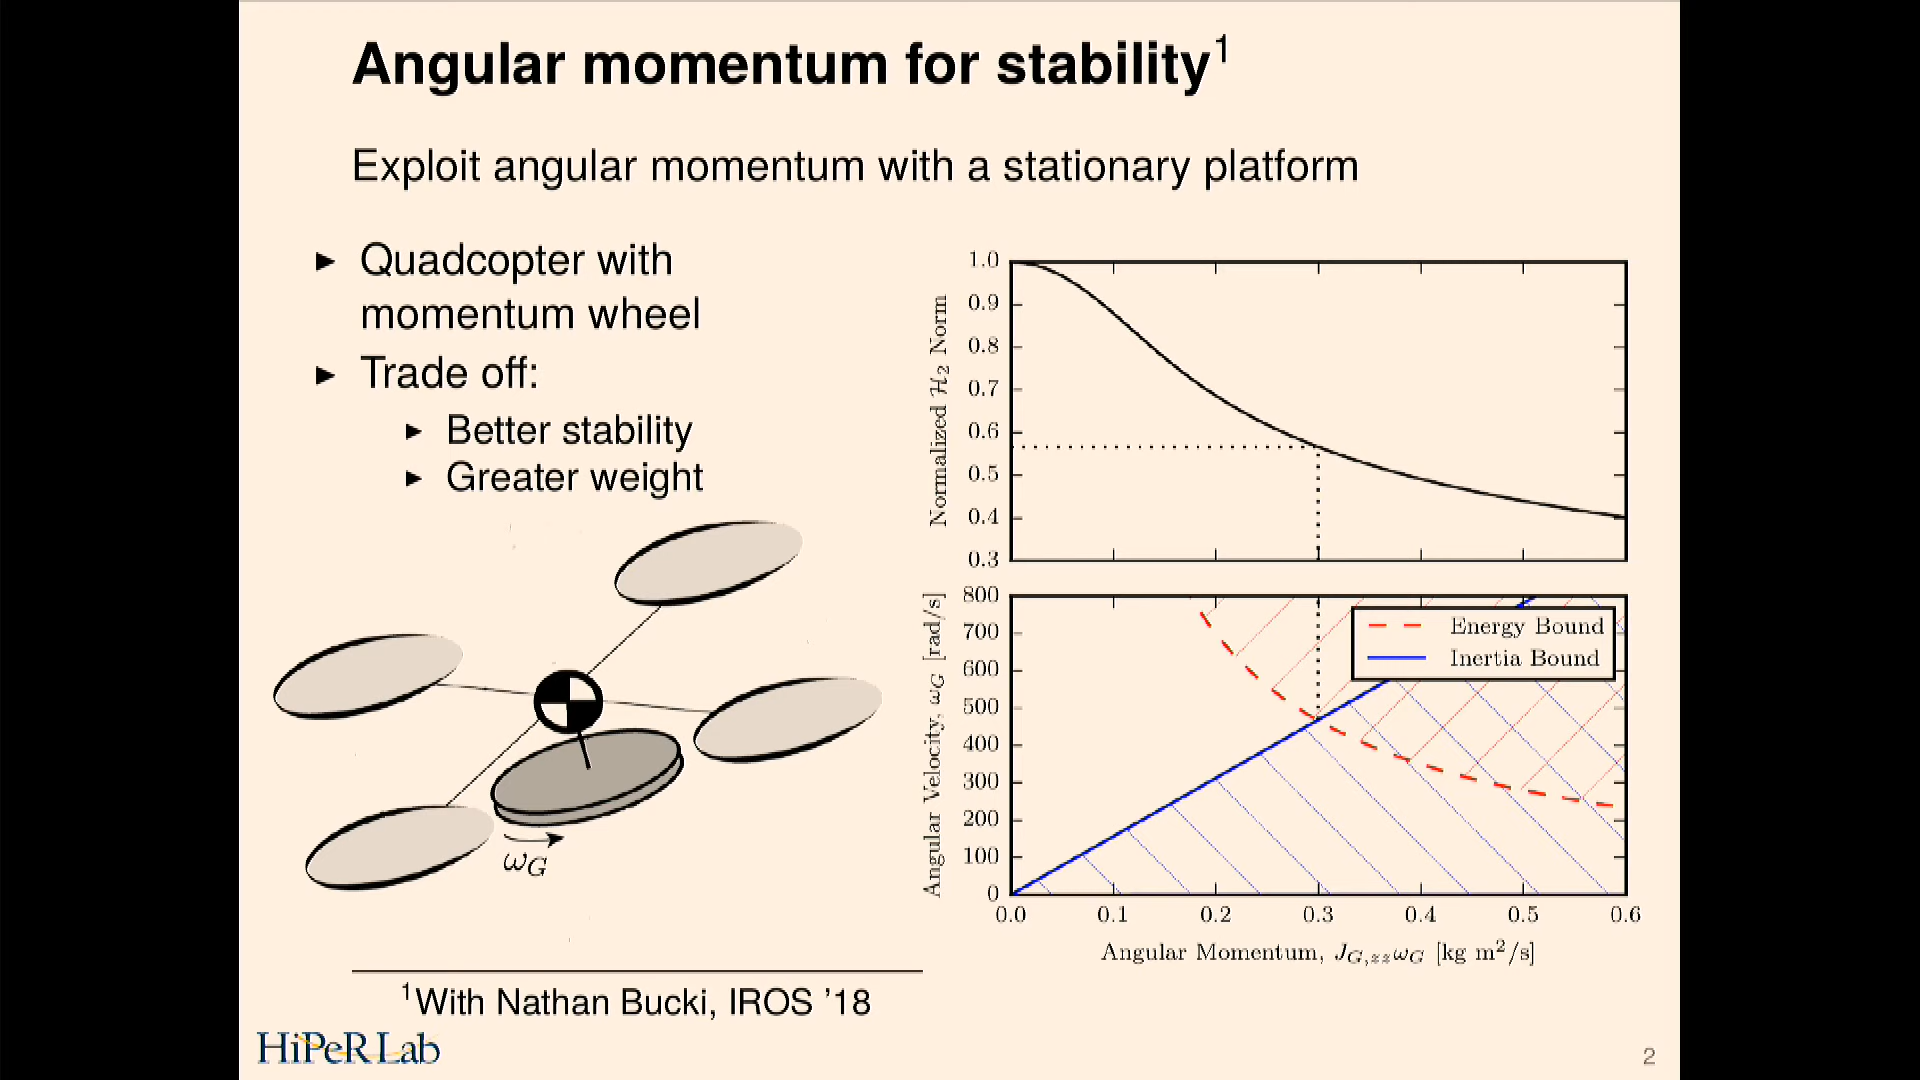 Angular momentum for stability¹
Exploit angular momentum with a stationary platform
► Quadcopter with
momentum wheel
► Trade off:
► Better stability
► Greater weight
ω_G
¹With Nathan Bucki, IROS ’18
HiPeR Lab
Normalized ℋ₂ Norm
1.0
0.9
0.8
0.7
0.6
0.5
0.4
0.3
Angular Velocity, ω_G [rad/s]
800
700
600
500
400
300
200
100
0
Energy Bound
Inertia Bound
0.0 0.1 0.2 0.3 0.4 0.5 0.6
Angular Momentum, J_{G,zz}ω_G [kg m²/s]
2